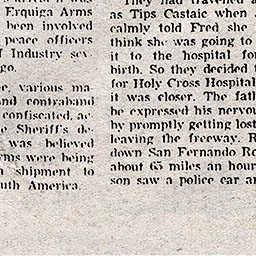 Erquiga Arms
been involved
peace officers
f Industry sev
go.
e, various ma
nd contraband
confiscated, ac
e Sheriff's de-
was believed
rms were being
shipment to
uth America.
They had travelled
as Tips Castaic when
calmly told Fred she
think she was going to
it to the hospital for
birth. So they decided
for Holy Cross Hospital
it was closer. The fath
be expressed his nervou
by promptly getting lost
leaving the freeway. R
down San Fernando Ro
about 65 miles an hour
son saw a police car an